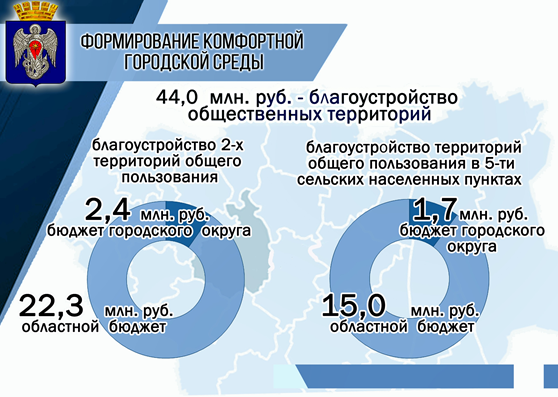 ФОРМИРОВАНИЕ КОМФОРТНОЙ
ГОРОДСКОЙ СРЕДЫ
44,0 млн. руб. - благоустройство
общественных территорий
благоустройство 2-х
территорий общего
пользования
2,4 млн. руб.
бюджет городского округа
22,3 млн. руб.
областной бюджет
благоустройство территорий
общего пользования в 5-ти
сельских населенных пунктах
1,7 млн. руб.
бюджет городского
округа
15,0 млн. руб.
областной бюджет